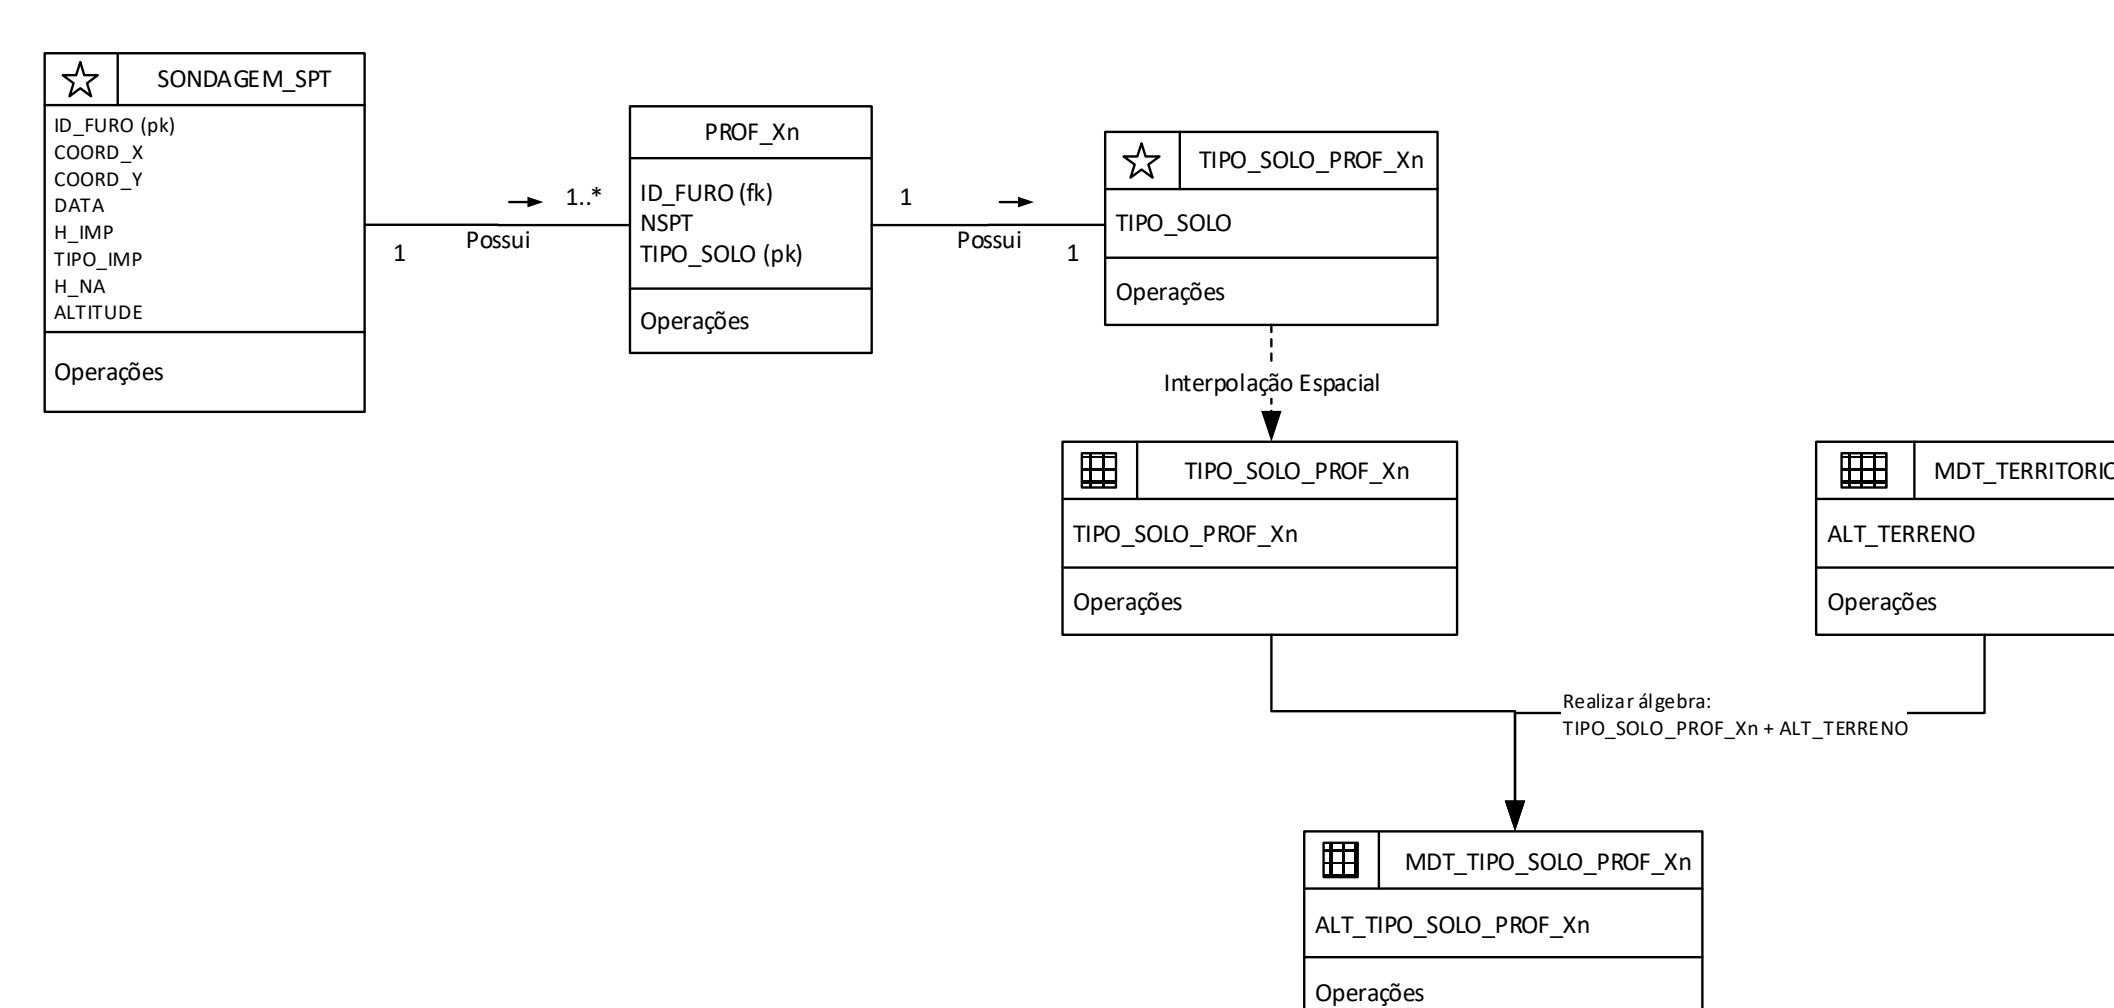 SONDAGEM_SPT
ID_FURO (pk)
COORD_X
COORD_Y
DATA
H_IMP
TIPO_IMP
H_NA
ALTITUDE
Operações
1
Possui
1..*
PROF_Xn
ID_FURO (fk)
NSPT
TIPO_SOLO (pk)
Operações
1
Possui
1
TIPO_SOLO_PROF_Xn
TIPO_SOLO
Operações
Interpolação Espacial
TIPO_SOLO_PROF_Xn
TIPO_SOLO_PROF_Xn
Operações
MDT_TERRITORIO
ALT_TERRENO
Operações
Realizar álgebra:
TIPO_SOLO_PROF_Xn + ALT_TERRENO
MDT_TIPO_SOLO_PROF_Xn
ALT_TIPO_SOLO_PROF_Xn
Operações